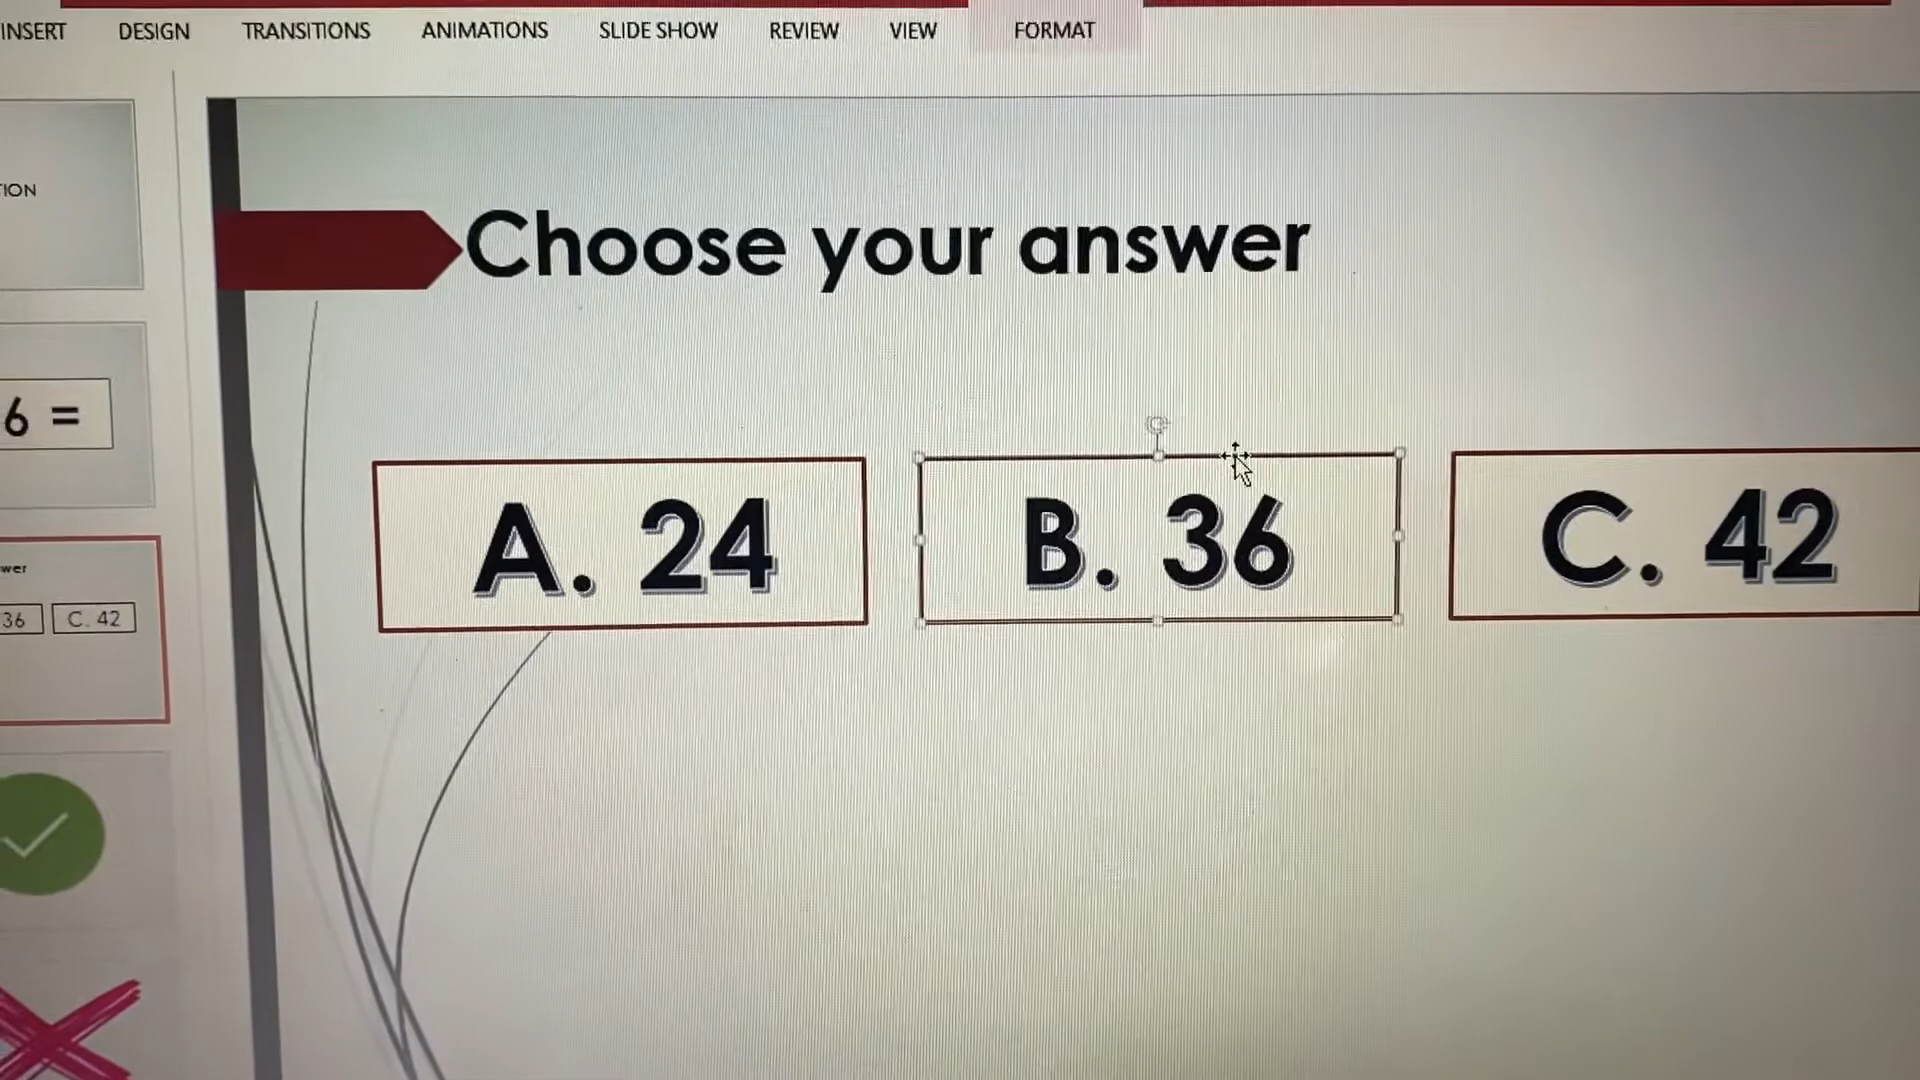 INSERT DESIGN TRANSITIONS ANIMATIONS SLIDE SHOW REVIEW VIEW FORMAT
TION
6 =
wer
36 C. 42
Choose your answer
A. 24 B. 36 C. 42